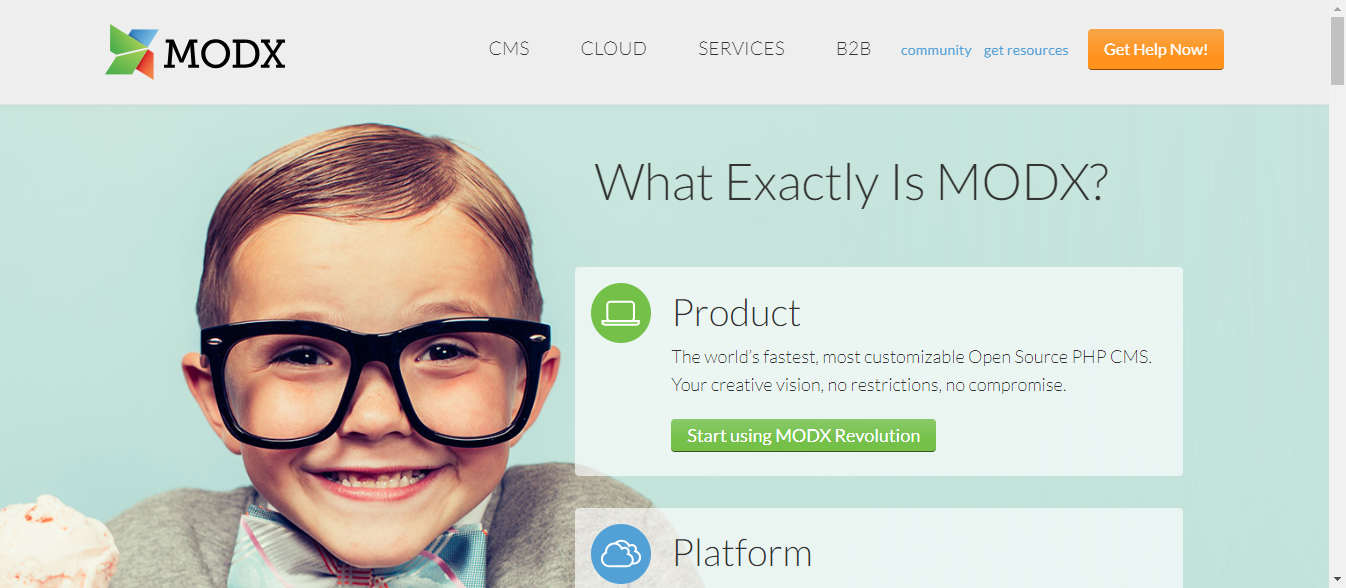 MODX
CMS
CLOUD
SERVICES
B2B
community
get resources
Get Help Now!
What Exactly Is MODX?
Product
The world's fastest, most customizable Open Source PHP CMS.
Your creative vision, no restrictions, no compromise.
Start using MODX Revolution
Platform